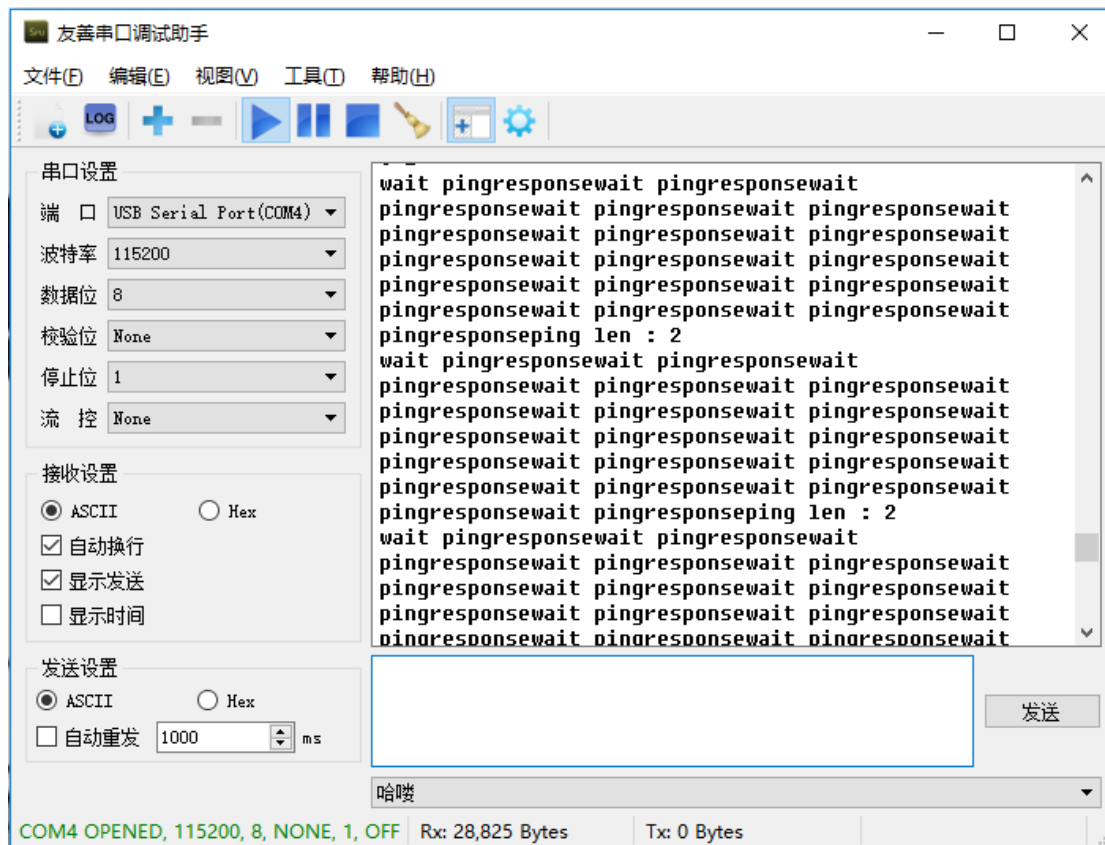 友善串口调试助手
文件(F) 编辑(E) 视图(V) 工具(T) 帮助(H)
LOG
串口设置
端 口 USB Serial Port(COM4)
波特率 115200
数据位 8
校验位 None
停止位 1
流 控 None
接收设置
ASCII Hex
自动换行
显示发送
显示时间
发送设置
ASCII Hex
自动重发 1000 ms
wait pingresponsewait pingresponsewait
pingresponsewait pingresponsewait pingresponsewait
pingresponsewait pingresponsewait pingresponsewait
pingresponsewait pingresponsewait pingresponsewait
pingresponsewait pingresponsewait pingresponsewait
pingresponsewait pingresponsewait pingresponsewait
pingresponseping len : 2
wait pingresponsewait pingresponsewait
pingresponsewait pingresponsewait pingresponsewait
pingresponsewait pingresponsewait pingresponsewait
pingresponsewait pingresponsewait pingresponsewait
pingresponsewait pingresponsewait pingresponsewait
pingresponsewait pingresponsewait pingresponsewait
pingresponsewait pingresponseping len : 2
wait pingresponsewait pingresponsewait
pingresponsewait pingresponsewait pingresponsewait
pingresponsewait pingresponsewait pingresponsewait
pingresponsewait pingresponsewait pingresponsewait
pingresponsewait pingresponsewait pingresponsewait
发送
哈喽
COM4 OPENED, 115200, 8, NONE, 1, OFF Rx: 28,825 Bytes Tx: 0 Bytes